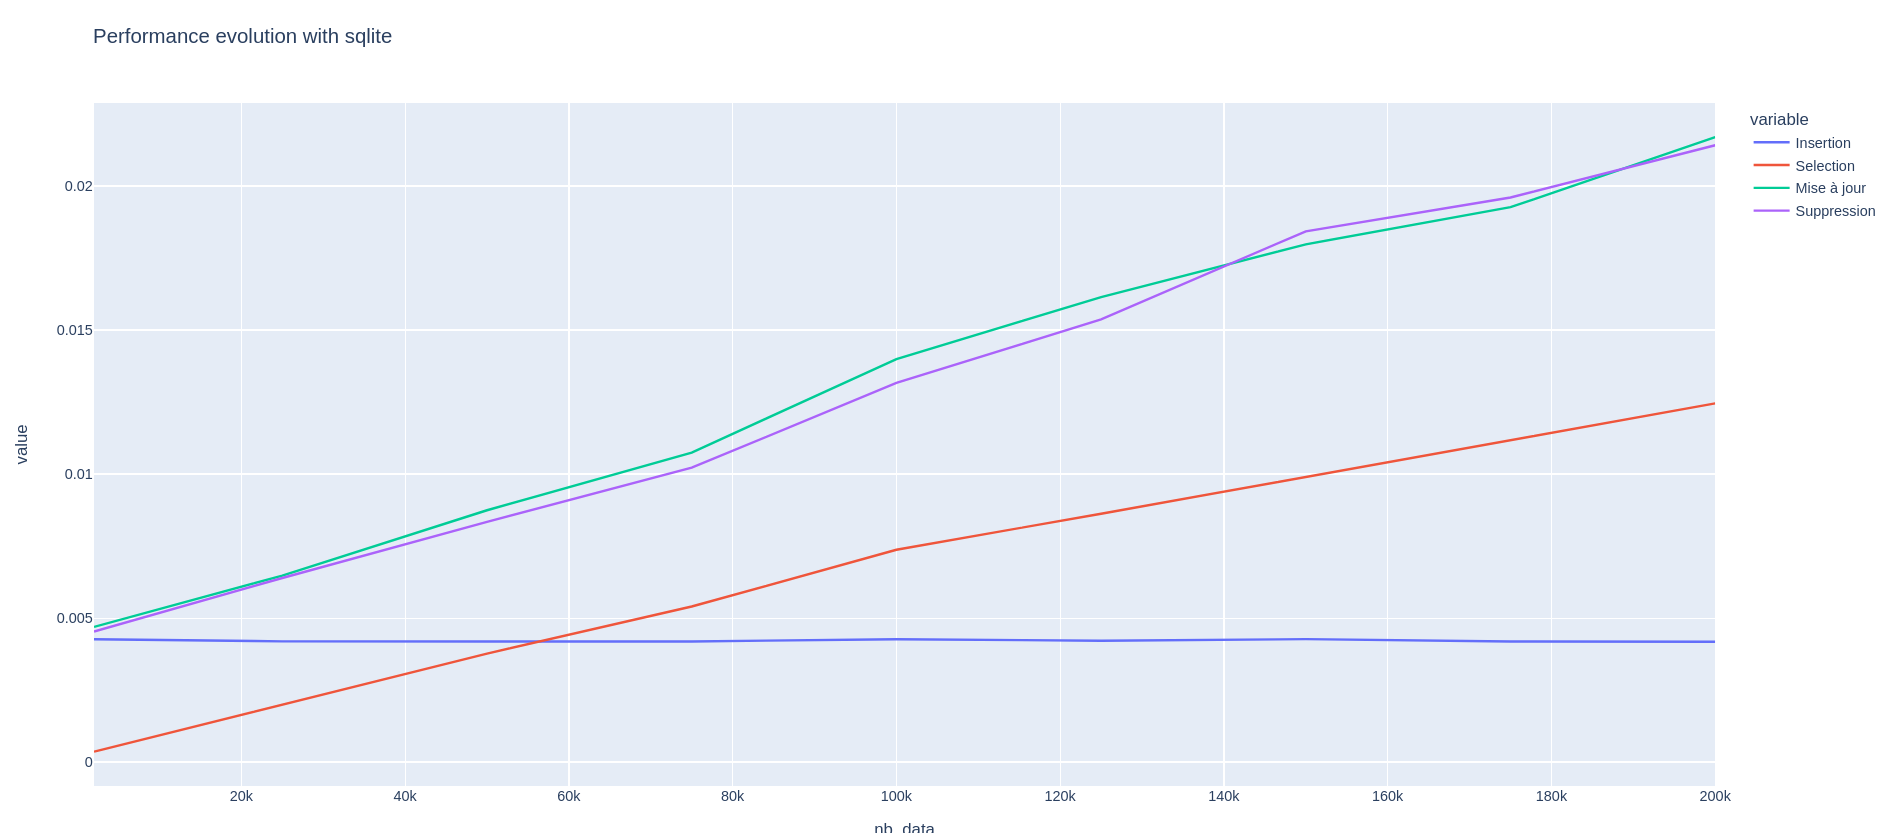 Performance evolution with sqlite
variable
Insertion
Selection
Mise à jour
Suppression
0.02
0.015
0.01
0.005
0
value
20k
40k
60k
80k
100k
120k
140k
160k
180k
200k
nb_data